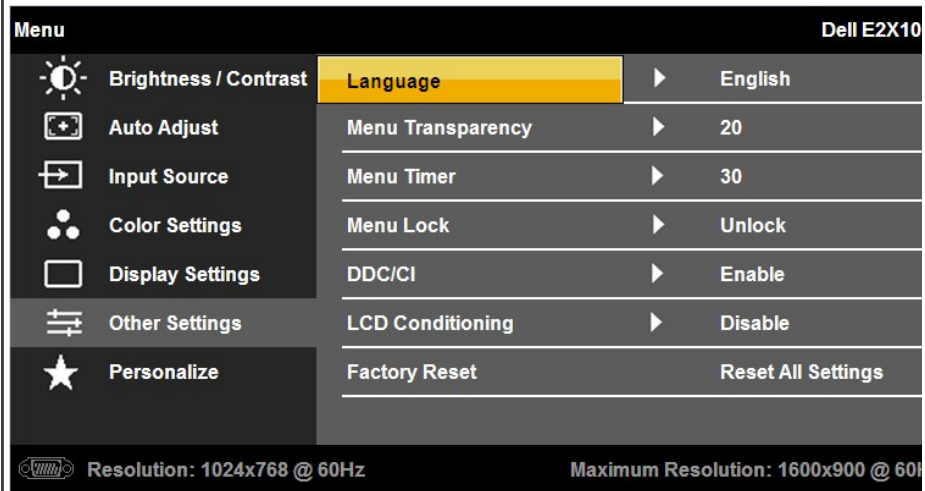 Menu Dell E2X10
Brightness / Contrast Language English
Auto Adjust Menu Transparency 20
Input Source Menu Timer 30
Color Settings Menu Lock Unlock
Display Settings DDC/CI Enable
Other Settings LCD Conditioning Disable
Personalize Factory Reset Reset All Settings
Resolution: 1024x768 @ 60Hz Maximum Resolution: 1600x900 @ 60H